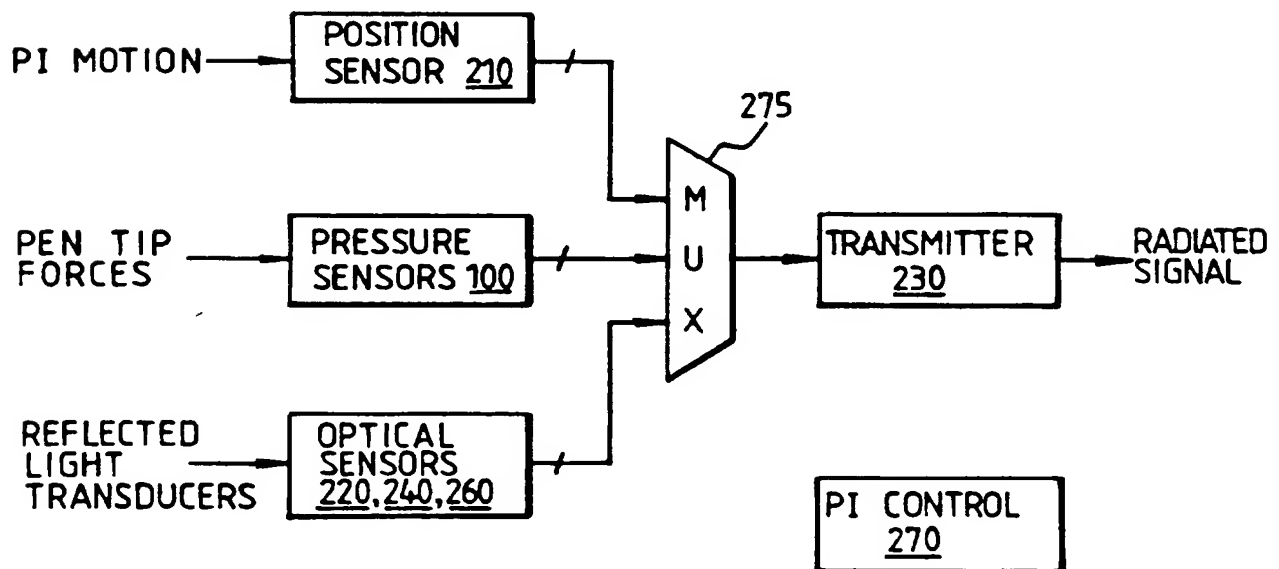 PI MOTION
POSITION
SENSOR 210
275
PEN TIP
FORCES
PRESSURE
SENSORS 100
M
U
X
TRANSMITTER
230
RADIATED
SIGNAL
REFLECTED
LIGHT
TRANSDUCERS
OPTICAL
SENSORS
220, 240, 260
PI CONTROL
270